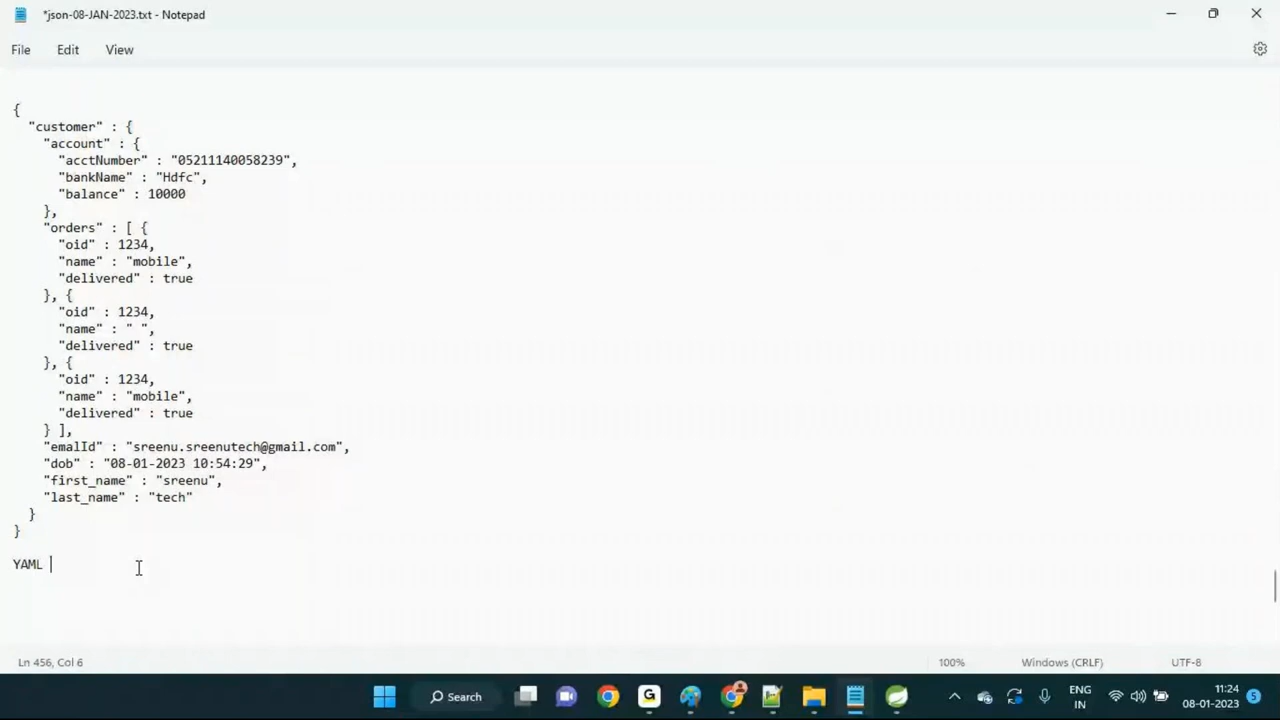 *json-08-JAN-2023.txt - Notepad
File Edit View
{
"customer" : {
"account" : {
"acctNumber" : "05211140058239",
"bankName" : "Hdfc",
"balance" : 10000
},
"orders" : [ {
"oid" : 1234,
"name" : "mobile",
"delivered" : true
}, {
"oid" : 1234,
"name" : " ",
"delivered" : true
}, {
"oid" : 1234,
"name" : "mobile",
"delivered" : true
} ],
"emalId" : "sreenu.sreenutech@gmail.com",
"dob" : "08-01-2023 10:54:29",
"first_name" : "sreenu",
"last_name" : "tech"
}
}
YAML
Ln 456, Col 6 100% Windows (CRLF) UTF-8
Search G ENG IN 11:24 08-01-2023 5